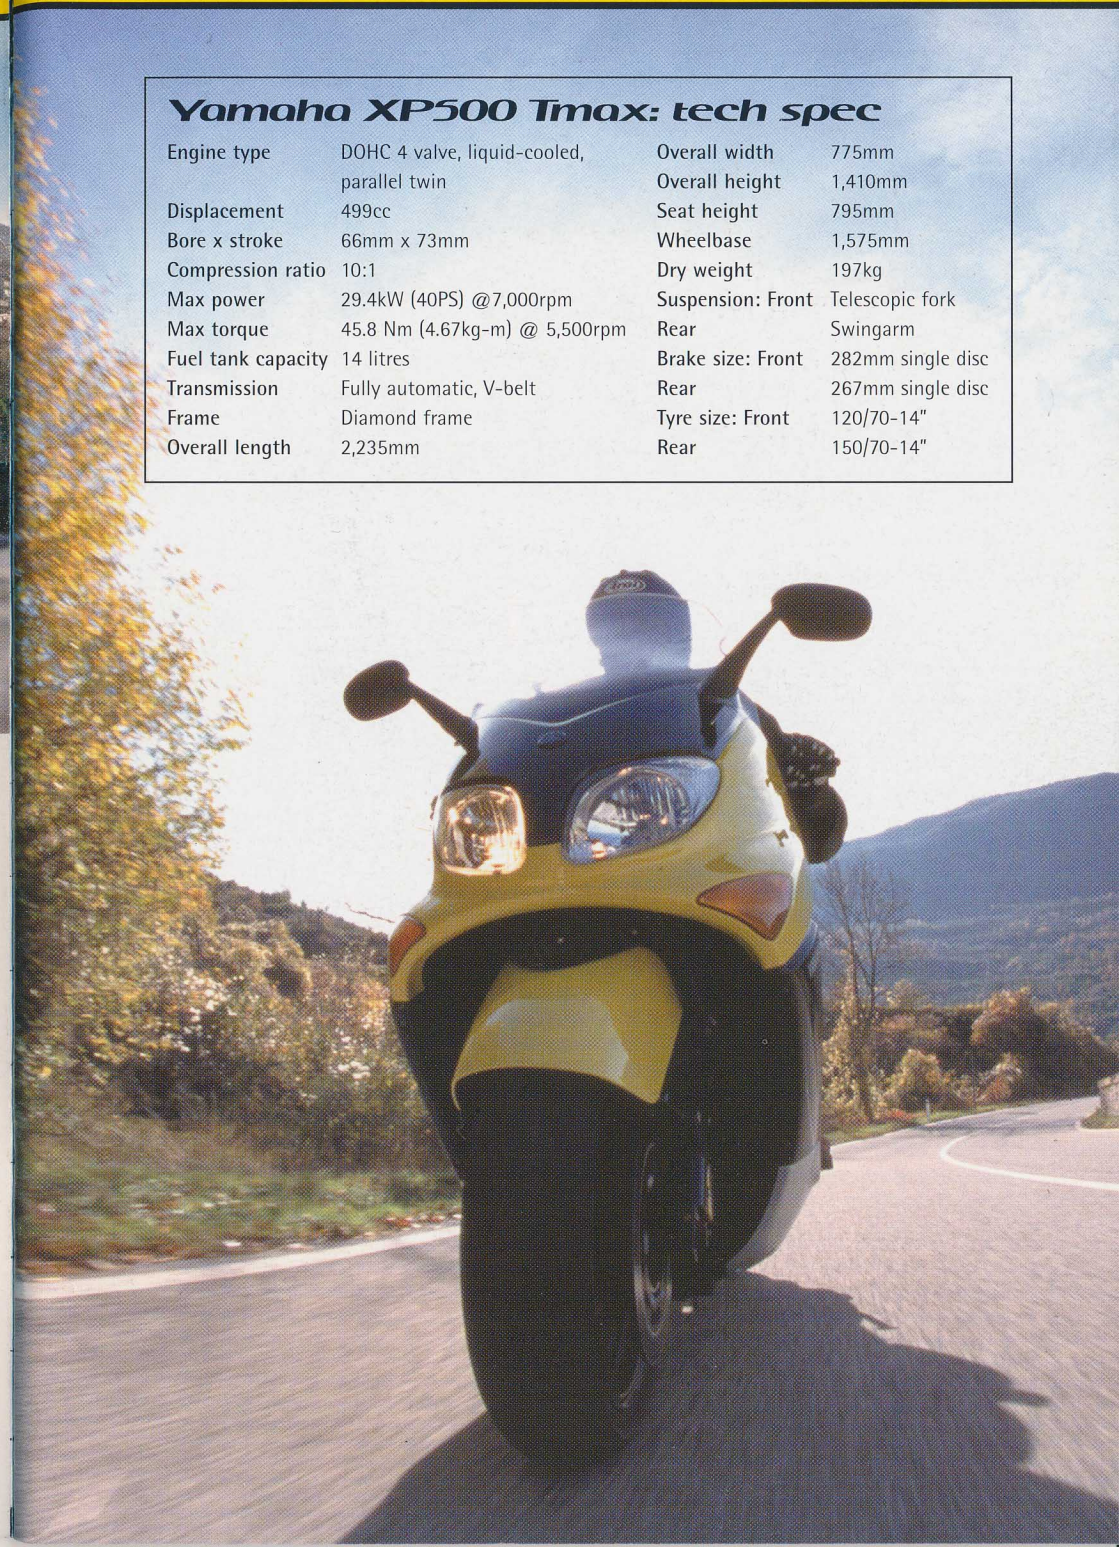 Yamaha XP500 Tmax: tech spec
Engine type DOHC 4 valve, liquid-cooled,
parallel twin
Displacement 499cc
Bore x stroke 66mm x 73mm
Compression ratio 10:1
Max power 29.4kW (40PS) @7,000rpm
Max torque 45.8 Nm (4.67kg-m) @ 5,500rpm
Fuel tank capacity 14 litres
Transmission Fully automatic, V-belt
Frame Diamond frame
Overall length 2,235mm
Overall width 775mm
Overall height 1,410mm
Seat height 795mm
Wheelbase 1,575mm
Dry weight 197kg
Suspension: Front Telescopic fork
Rear Swingarm
Brake size: Front 282mm single disc
Rear 267mm single disc
Tyre size: Front 120/70-14"
Rear 150/70-14"